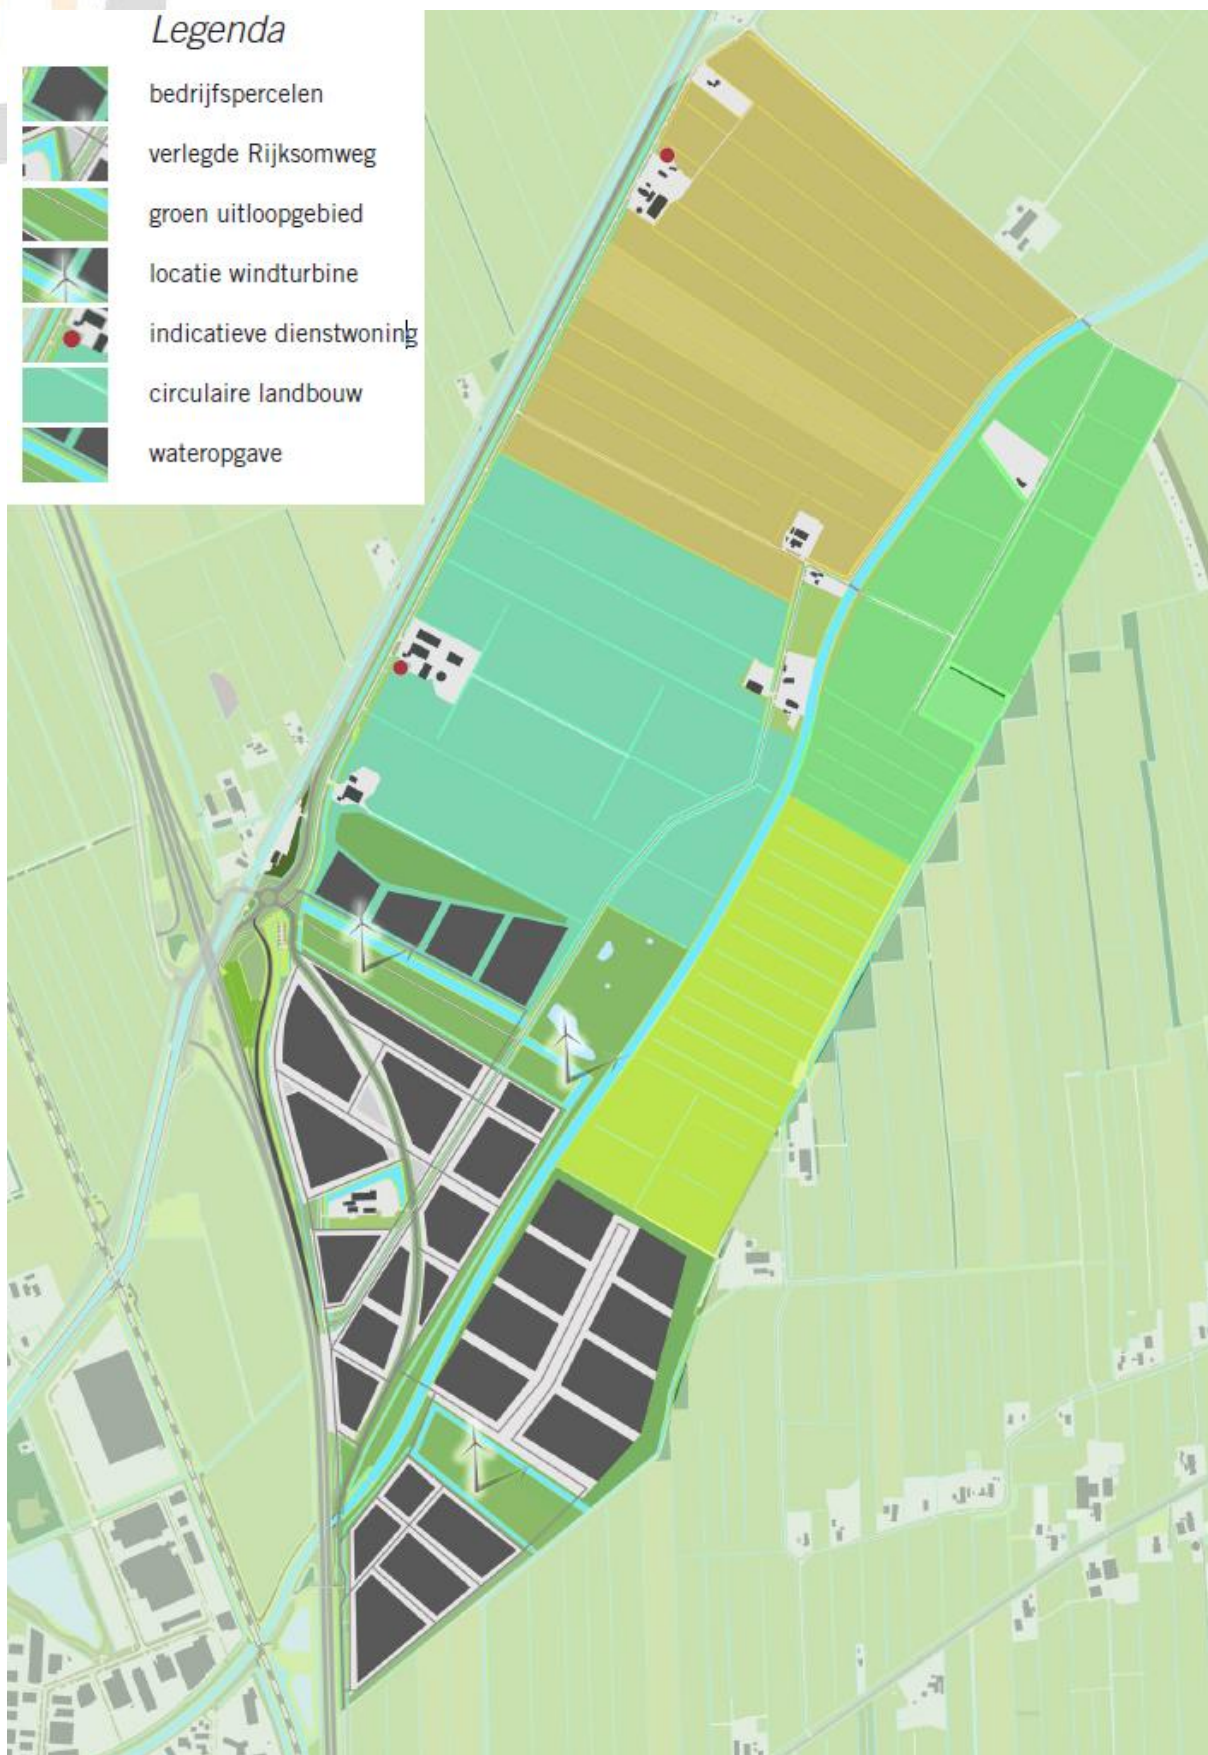 Legenda
bedrijfspercelen
verlegde Rijksomweg
groen uitloopgebied
locatie windturbine
indicatieve dienstwoning
circulaire landbouw
wateropgave